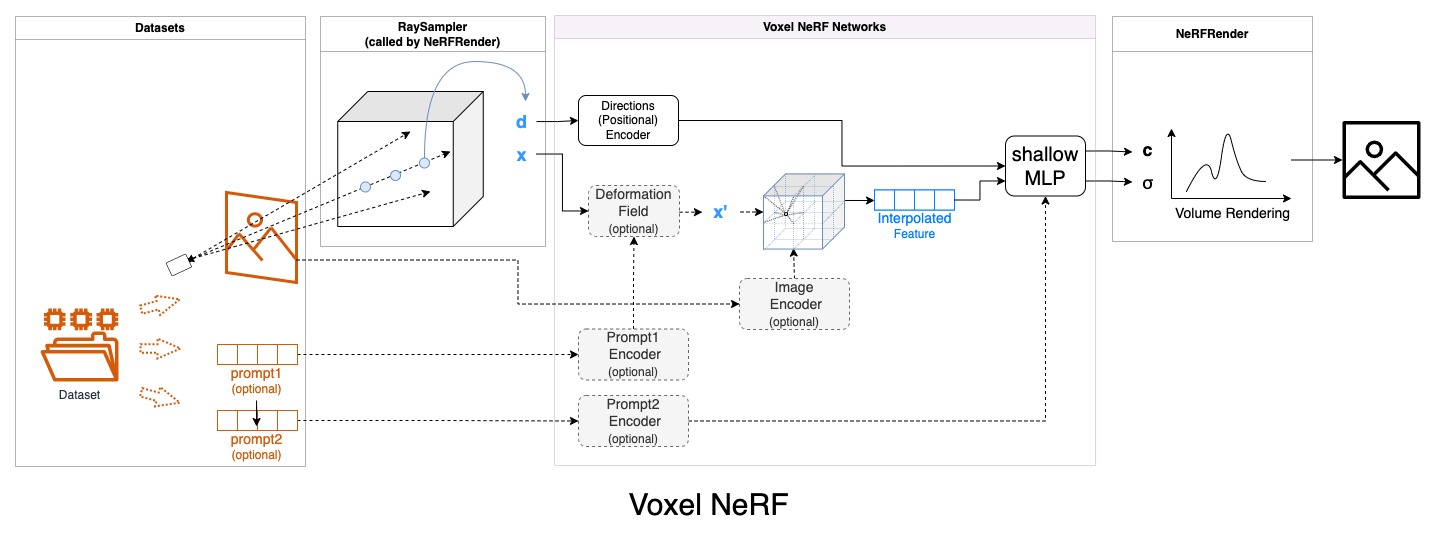 Datasets
RaySampler
(called by NeRFRender)
Voxel NeRF Networks
NeRFRender
d
x
Directions
(Positional)
Encoder
Deformation
Field
(optional)
x'
Interpolated
Feature
shallow
MLP
c
σ
Volume Rendering
Image
Encoder
(optional)
Dataset
prompt1
(optional)
prompt2
(optional)
Prompt1
Encoder
(optional)
Prompt2
Encoder
(optional)
Voxel NeRF